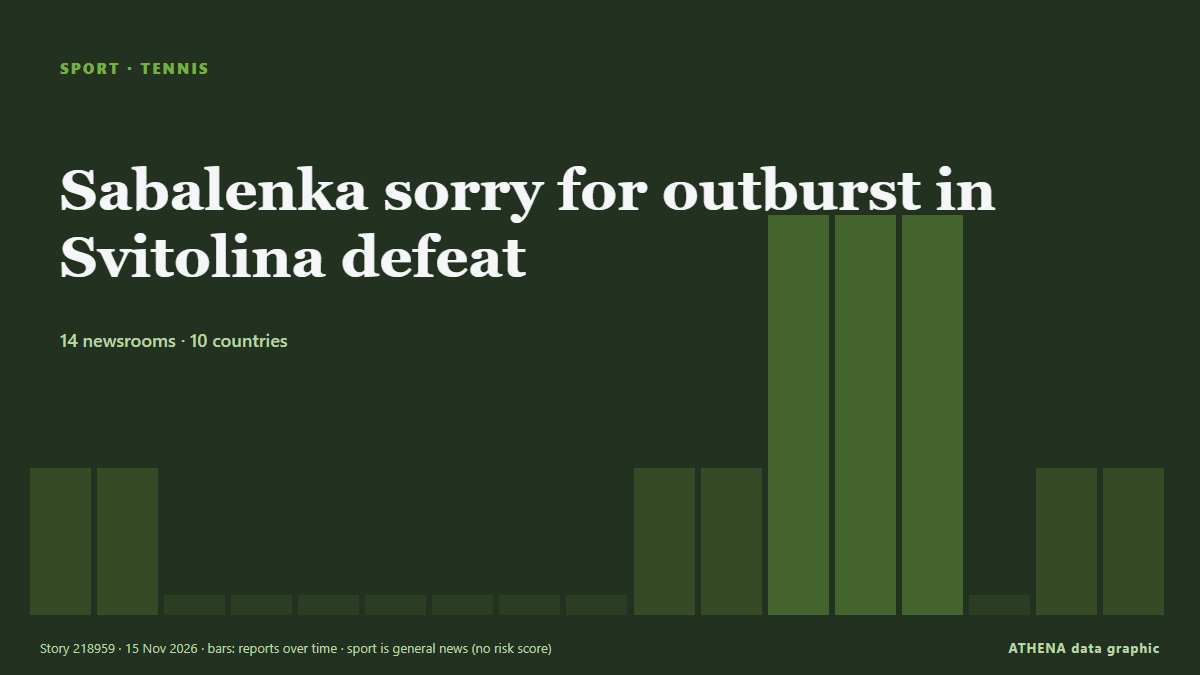 SPORT · TENNIS
Sabalenka sorry for outburst in
Svitolina defeat
14 newsrooms · 10 countries
Story 218959 · 15 Nov 2026 · bars: reports over time · sport is general news (no risk score)
ATHENA data graphic